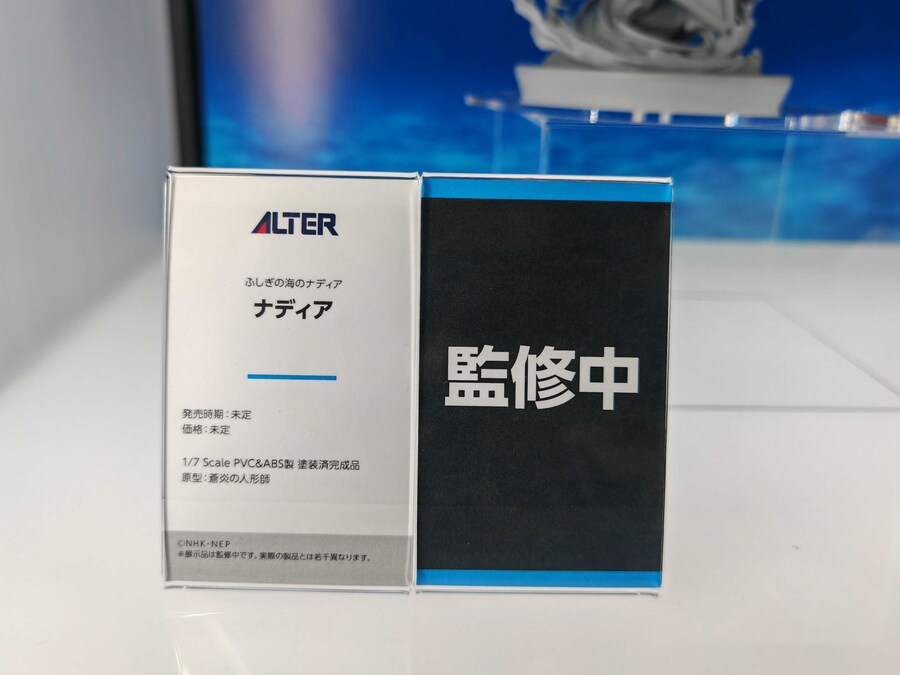 ALTER
ふしぎの海のナディア
ナディア
発売時期：未定
価格：未定
1/7 Scale PVC&ABS製 塗装済完成品
原型：蒼炎の人形師
©NHK・NEP
※展示品は監修中です。実際の製品とは若干異なります。
監修中